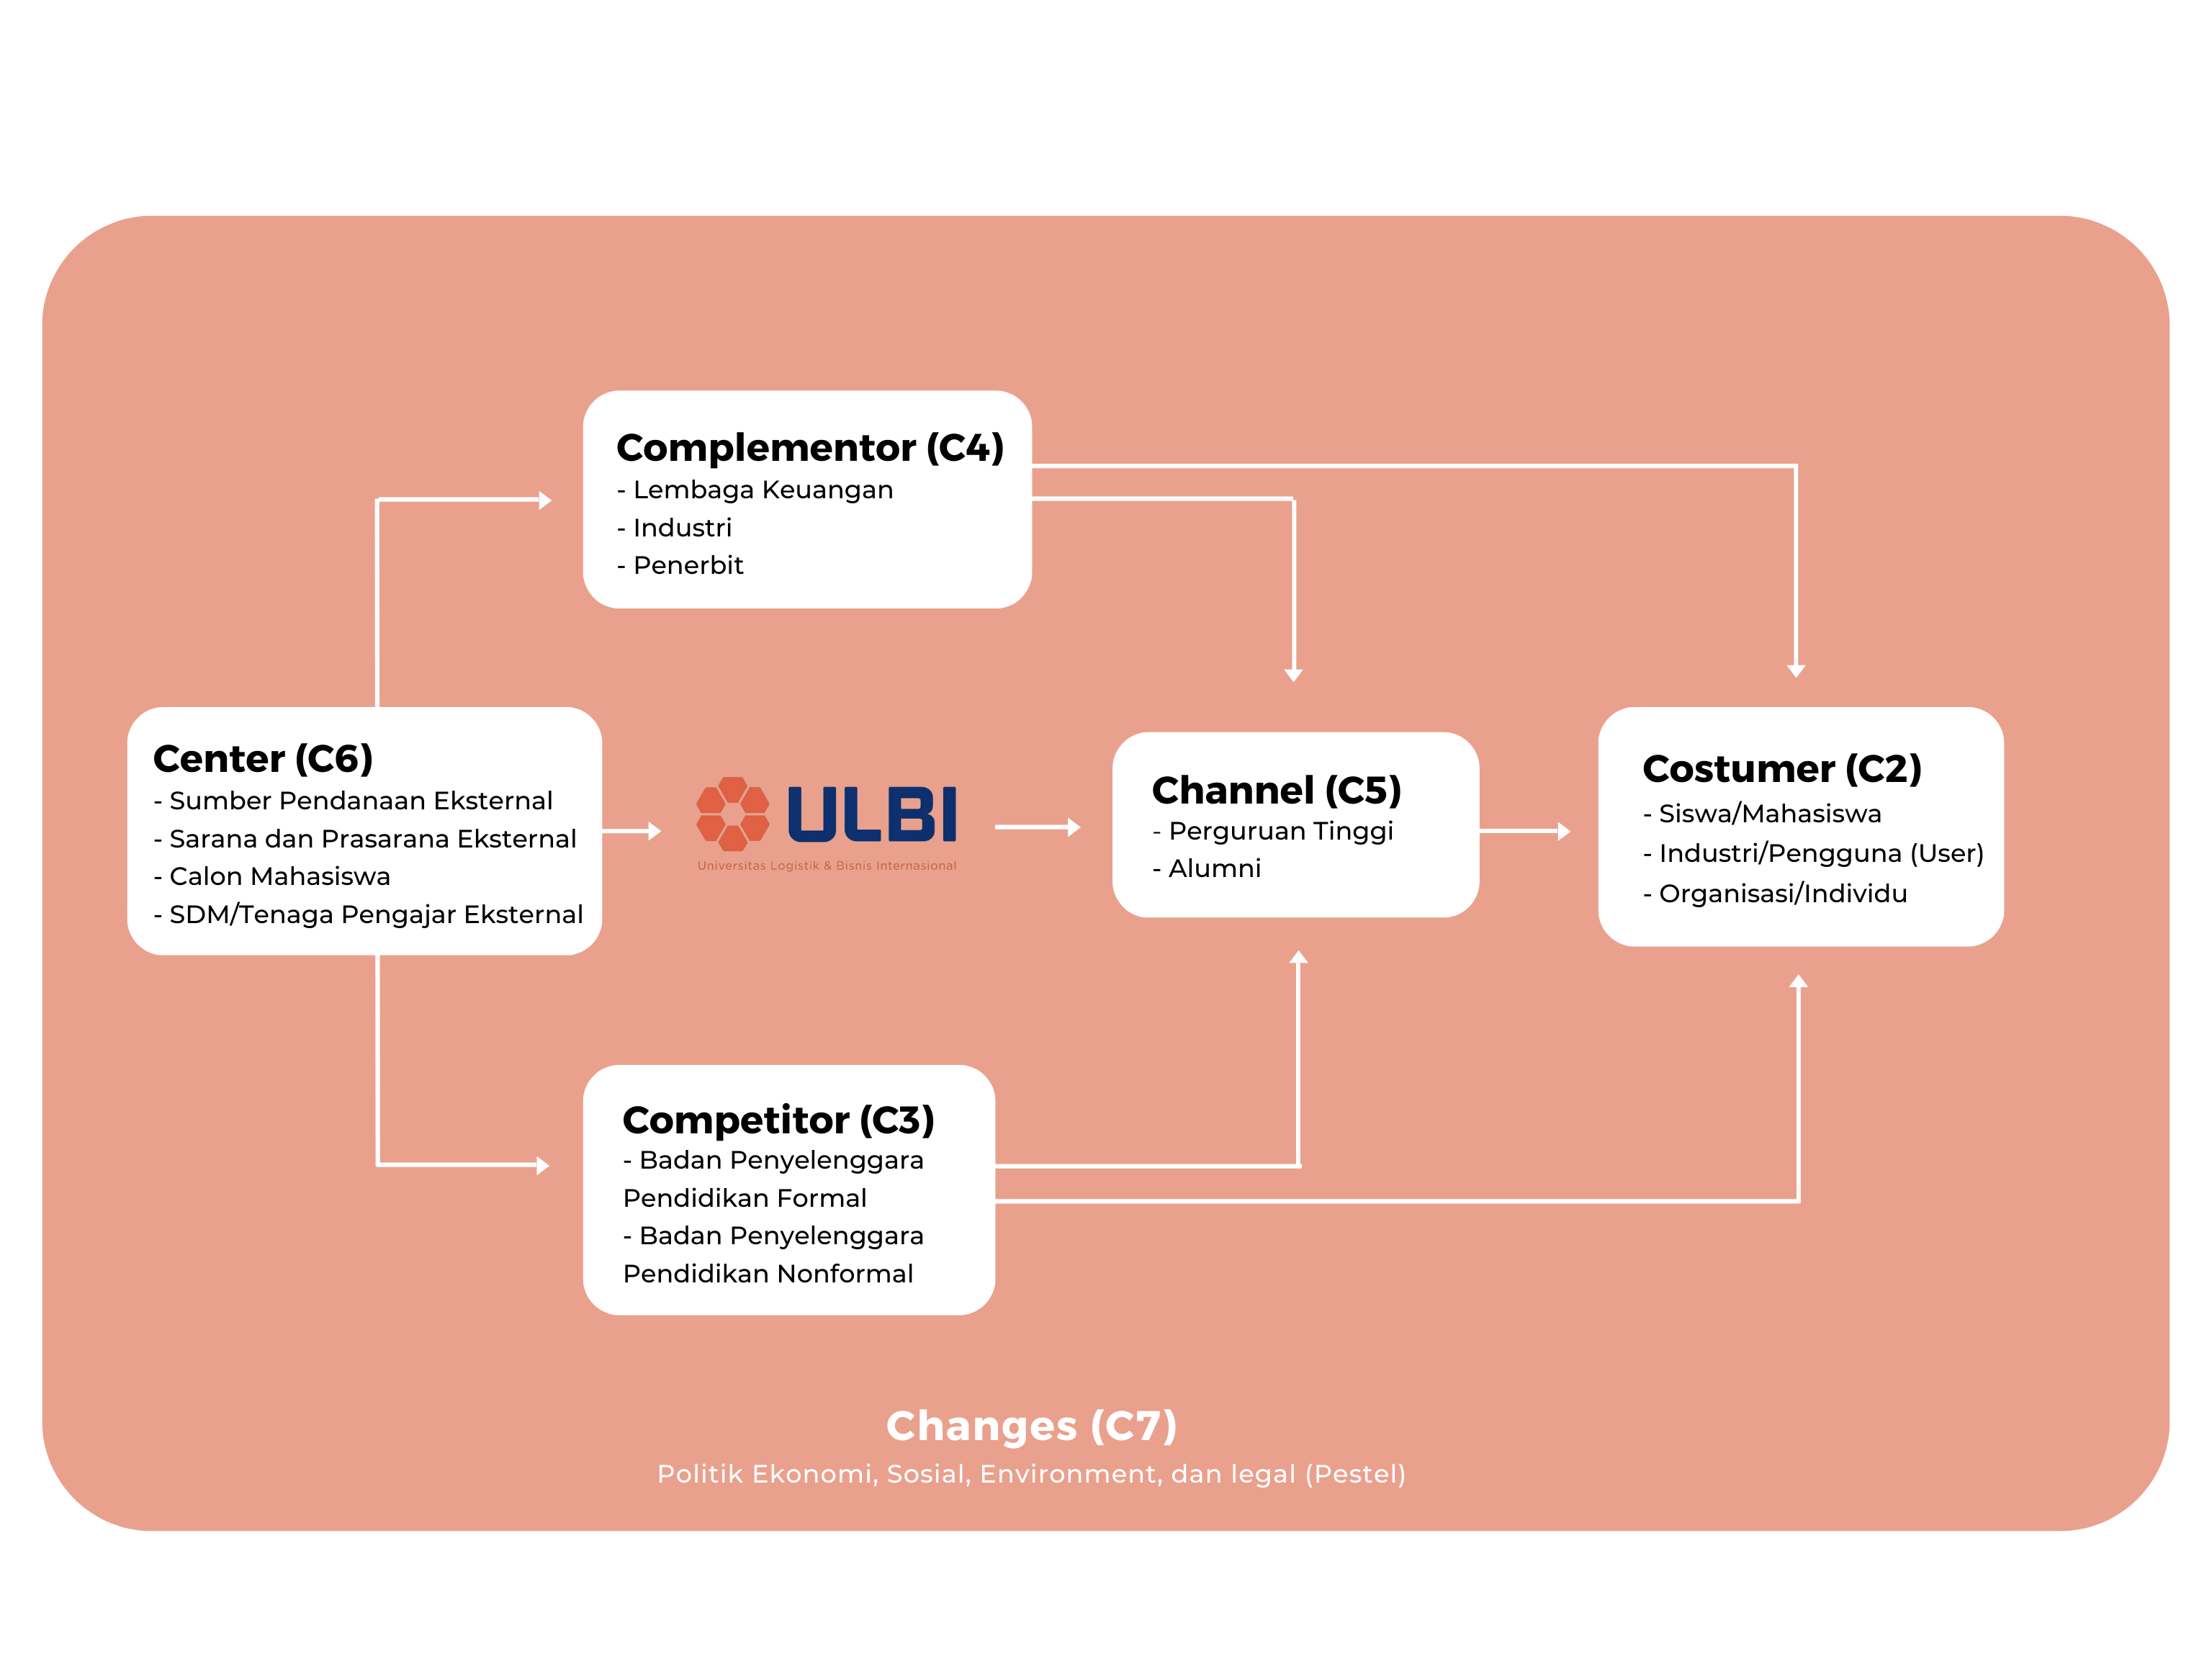 Complementor (C4)
- Lembaga Keuangan
- Industri
- Penerbit
Center (C6)
- Sumber Pendanaan Eksternal
- Sarana dan Prasarana Eksternal
- Calon Mahasiswa
- SDM/Tenaga Pengajar Eksternal
ULBI
Universitas Logistik & Bisnis Internasional
Channel (C5)
- Perguruan Tinggi
- Alumni
Costumer (C2)
- Siswa/Mahasiswa
- Industri/Pengguna (User)
- Organisasi/Individu
Competitor (C3)
- Badan Penyelenggara
Pendidikan Formal
- Badan Penyelenggara
Pendidikan Nonformal
Changes (C7)
Politik Ekonomi, Sosial, Environment, dan legal (Pestel)